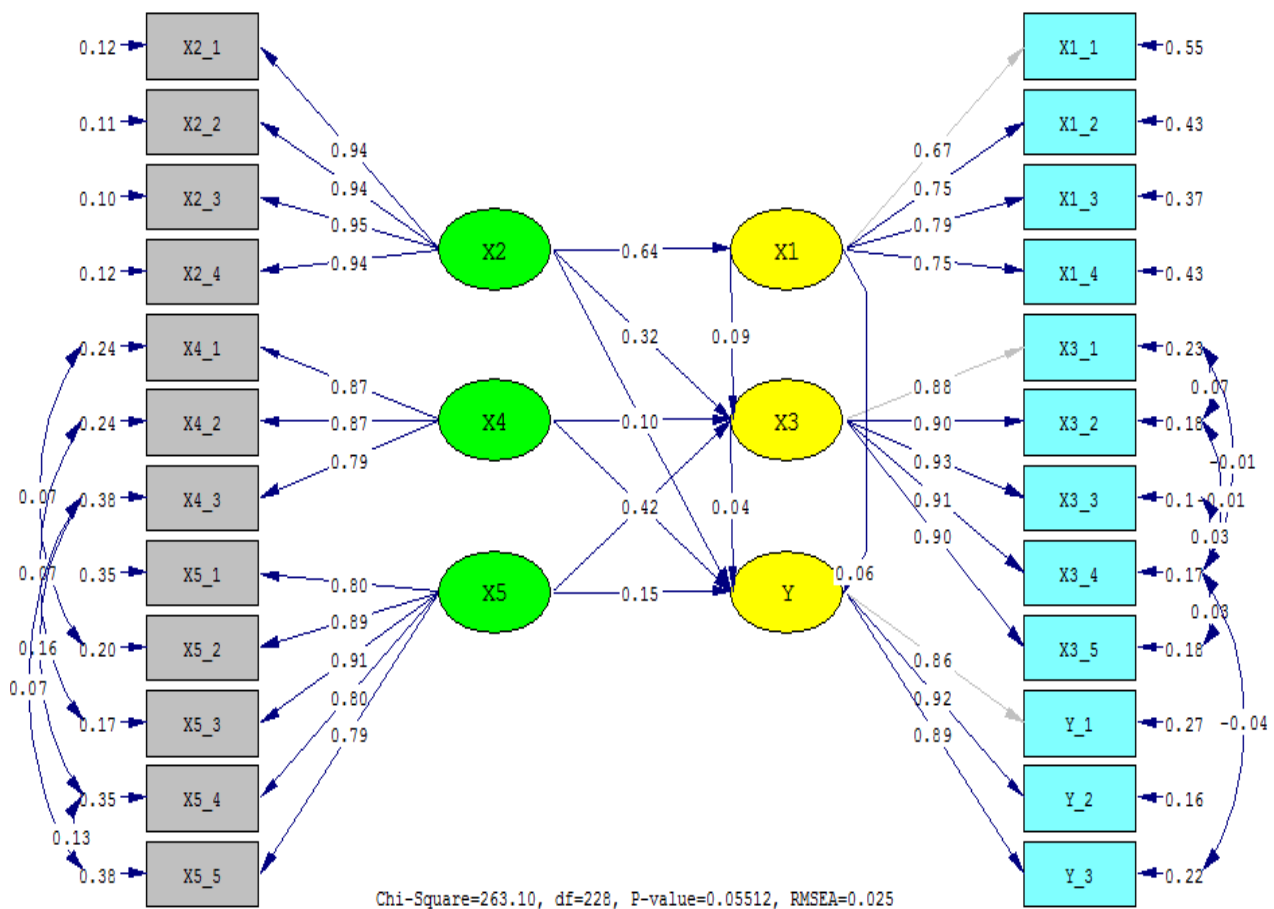 0.12 X2_1
0.11 X2_2
0.10 X2_3
0.12 X2_4
0.24 X4_1
0.24 X4_2
0.38 X4_3
0.35 X5_1
0.20 X5_2
0.17 X5_3
0.35 X5_4
0.38 X5_5
0.07
0.07
0.16
0.07
0.13
0.94
0.94
0.95
0.94
0.87
0.87
0.79
0.80
0.89
0.91
0.80
0.79
X2
X4
X5
0.64
0.32
0.10
0.42
0.15
0.09
0.04
0.06
X1
X3
Y
0.67
0.75
0.79
0.75
0.88
0.90
0.93
0.91
0.90
0.86
0.92
0.89
X1_1 0.55
X1_2 0.43
X1_3 0.37
X1_4 0.43
X3_1 0.23
X3_2 0.18
X3_3 0.1
X3_4 0.17
X3_5 0.18
Y_1 0.27
Y_2 0.16
Y_3 0.22
0.07
-0.01
-0.01
0.03
0.03
-0.04
Chi-Square=263.10, df=228, P-value=0.05512, RMSEA=0.025